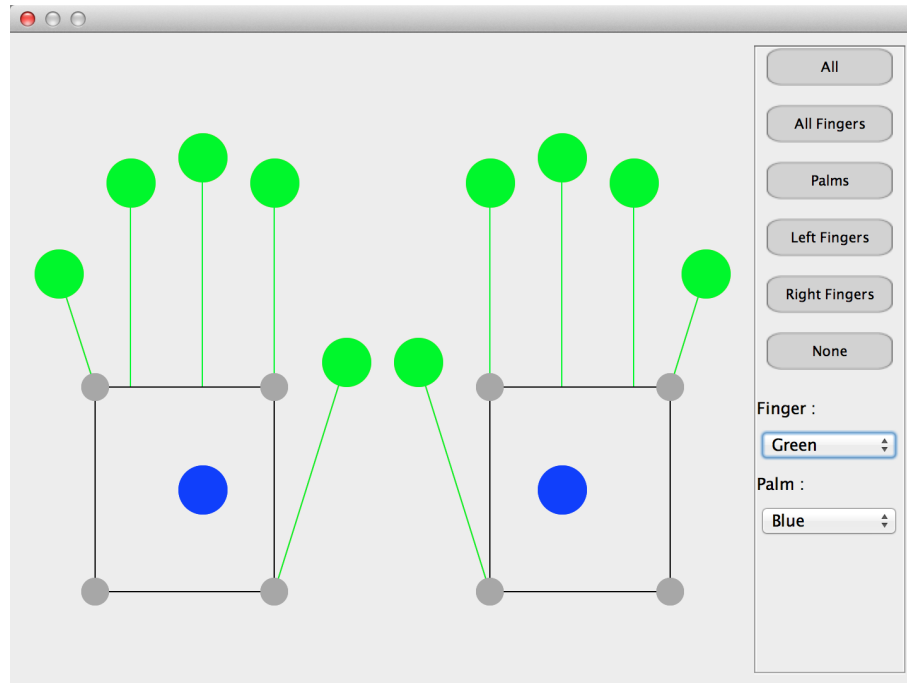 All
All Fingers
Palms
Left Fingers
Right Fingers
None
Finger :
Green
Palm :
Blue